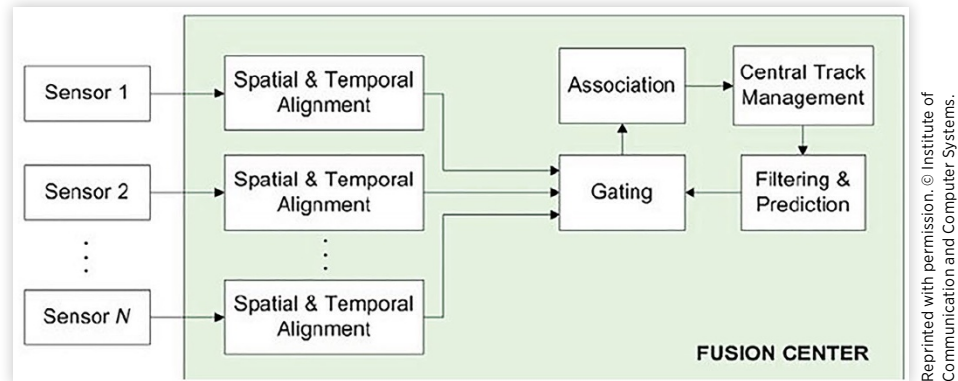 Sensor 1
Spatial & Temporal
Alignment
Association
Central Track
Management
Sensor 2
Spatial & Temporal
Alignment
Gating
Filtering &
Prediction
Sensor N
Spatial & Temporal
Alignment
FUSION CENTER
Reprinted with permission. © Institute of
Communication and Computer Systems.